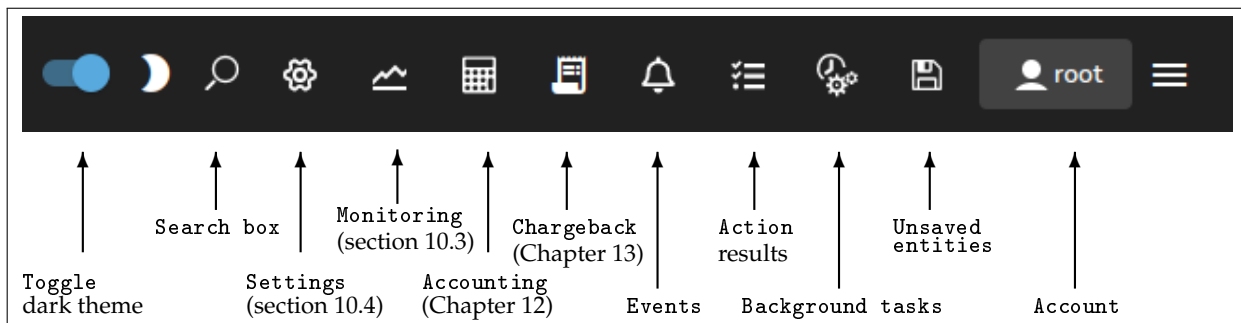 root
Search box
Monitoring
(section 10.3)
Chargeback
(Chapter 13)
Action
results
Unsaved
entities
Toggle
dark theme
Settings
(section 10.4)
Accounting
(Chapter 12)
Events
Background tasks
Account